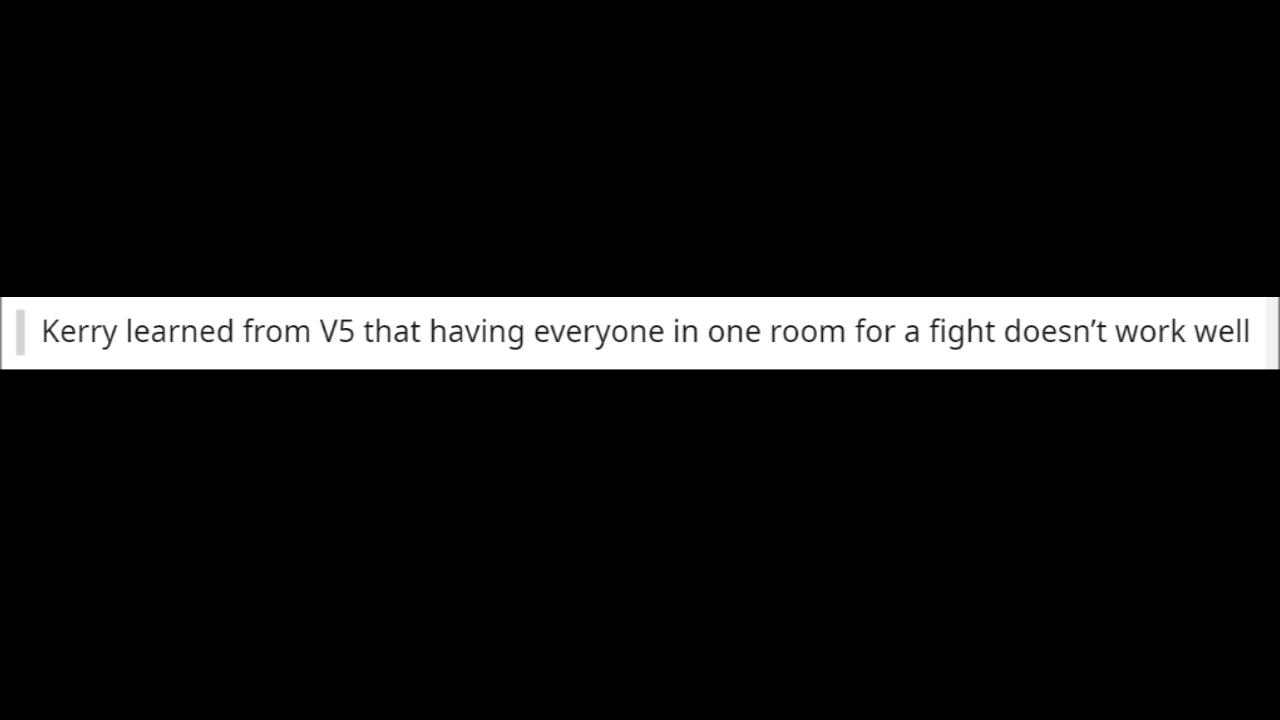 Kerry learned from V5 that having everyone in one room for a fight doesn’t work well